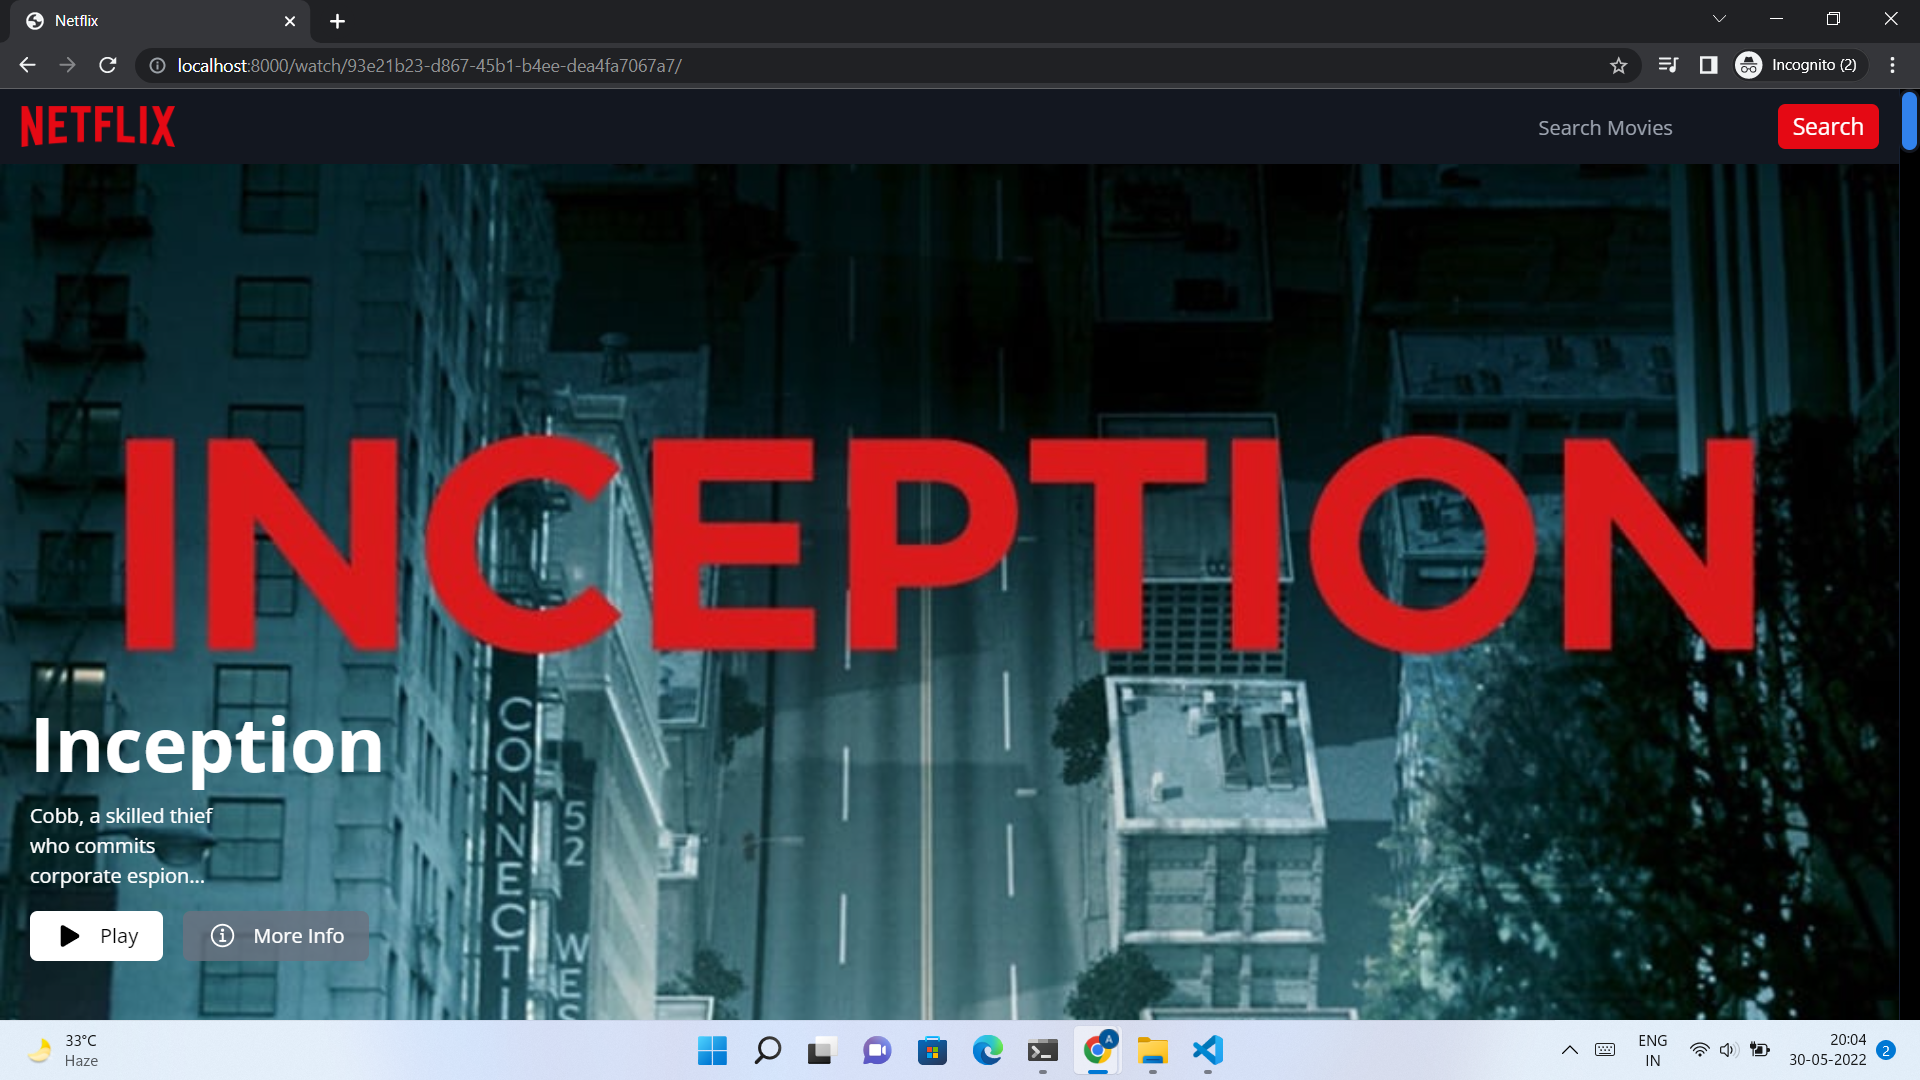 Netflix
localhost:8000/watch/93e21b23-d867-45b1-b4ee-dea4fa7067a7/
Incognito (2)
NETFLIX
Search Movies
Search
INCEPTION
CONNECTI
52 WES
Inception
Cobb, a skilled thief
who commits
corporate espion...
Play
More Info
33°C
Haze
A
ENG
IN
20:04
30-05-2022
2